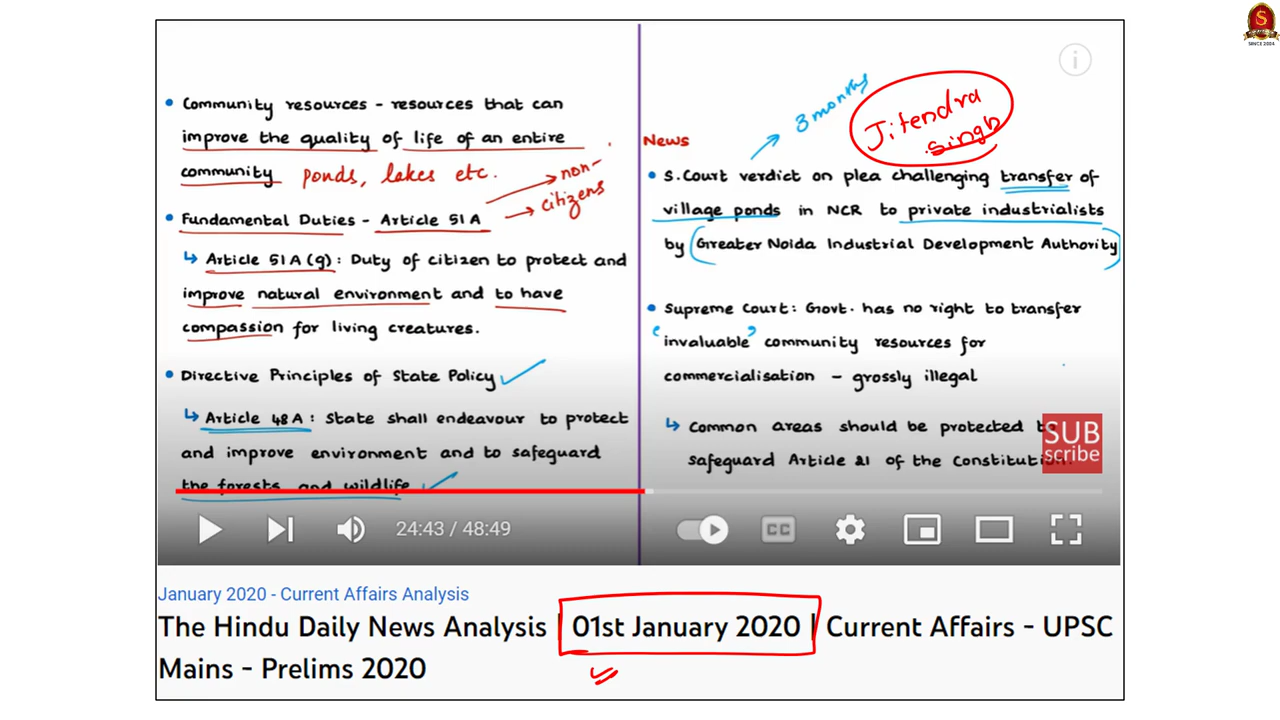 S
SINCE 2004
Community resources - resources that can
improve the quality of life of an entire
community ponds, lakes etc.
non-
citizens
Fundamental Duties - Article 51A
Article 51A(g): Duty of citizen to protect and
improve natural environment and to have
compassion for living creatures.
Directive Principles of State Policy
Article 48A: State shall endeavour to protect
and improve environment and to safeguard
the forests and wildlife
3 months
Jitendra
Singh
News
S. Court verdict on plea challenging transfer of
village ponds in NCR to private industrialists
by (Greater Noida Industrial Development Authority)
Supreme Court: Govt. has no right to transfer
'invaluable' community resources for
commercialisation - grossly illegal
Common areas should be protected to
safeguard Article 21 of the Constitution.
SUB
scribe
i
24:43 / 48:49
CC
January 2020 - Current Affairs Analysis
The Hindu Daily News Analysis | 01st January 2020 | Current Affairs - UPSC
Mains - Prelims 2020